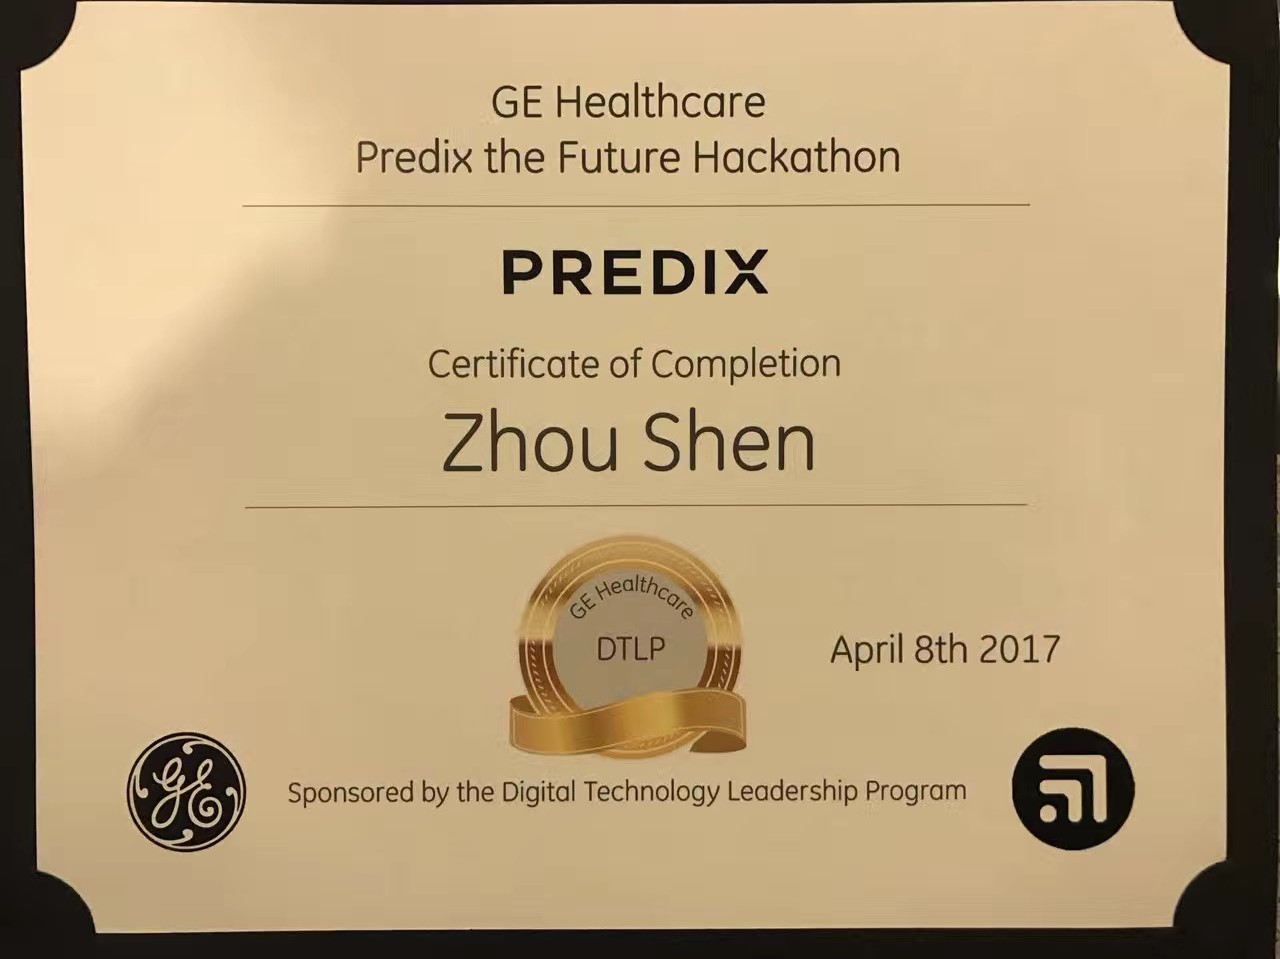 GE Healthcare
Predix the Future Hackathon
PREDIX
Certificate of Completion
Zhou Shen
GE Healthcare
DTLP
April 8th 2017
GE
Sponsored by the Digital Technology Leadership Program